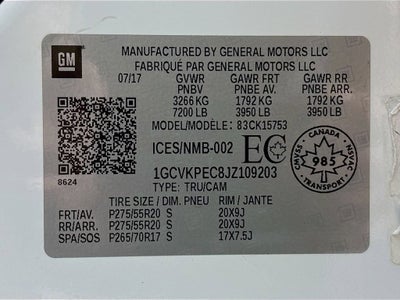 GM
MANUFACTURED BY GENERAL MOTORS LLC
FABRIQUÉ PAR GENERAL MOTORS LLC
07/17 GVWR GAWR FRT GAWR RR
PNBV PNBE AV. PNBE ARR.
3266 KG 1792 KG 1792 KG
7200 LB 3950 LB 3950 LB
MODEL/MODÈLE: 83CK15753
ICES/NMB-002 EC
1GCVKPEC8JZ109203
TYPE: TRU/CAM
8624
CANADA
985
TRANSPORT
CMVSS
NSVAC
TIRE SIZE / DIM. PNEU RIM / JANTE
FRT/AV. P275/55R20 S 20X9J
RR/ARR. P275/55R20 S 20X9J
SPA/SOS P265/70R17 S 17X7.5J